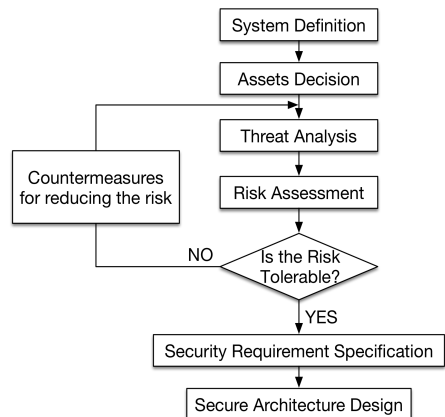 System Definition
Assets Decision
Threat Analysis
Countermeasures
for reducing the risk
Risk Assessment
Is the Risk
Tolerable?
NO
YES
Security Requirement Specification
Secure Architecture Design